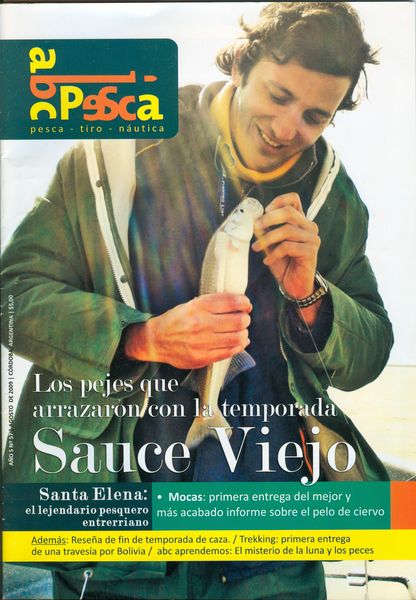 abc Pesca
pesca - tiro - náutica
AÑO 5 Nº 57 AGOSTO DE 2009 | CÓRDOBA ARGENTINA | $5,00
Los pejes que
arrazaron con la temporada
Sauce Viejo
Santa Elena:
el lejendario pesquero
entrerriano
• Mocas: primera entrega del mejor y
más acabado informe sobre el pelo de ciervo
Además: Reseña de fin de temporada de caza. / Trekking: primera entrega
de una travesía por Bolivia / abc aprendemos: El misterio de la luna y los peces